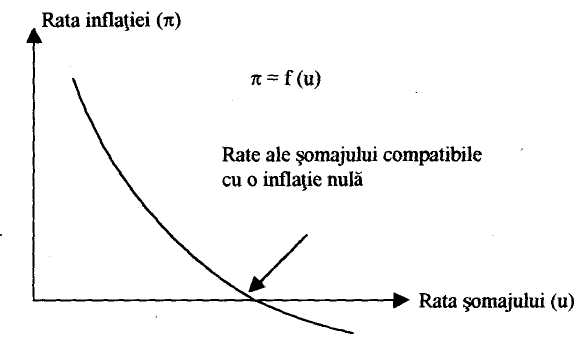 Rata inflaţiei (π)
π = f (u)
Rate ale şomajului compatibile
cu o inflaţie nulă
Rata şomajului (u)